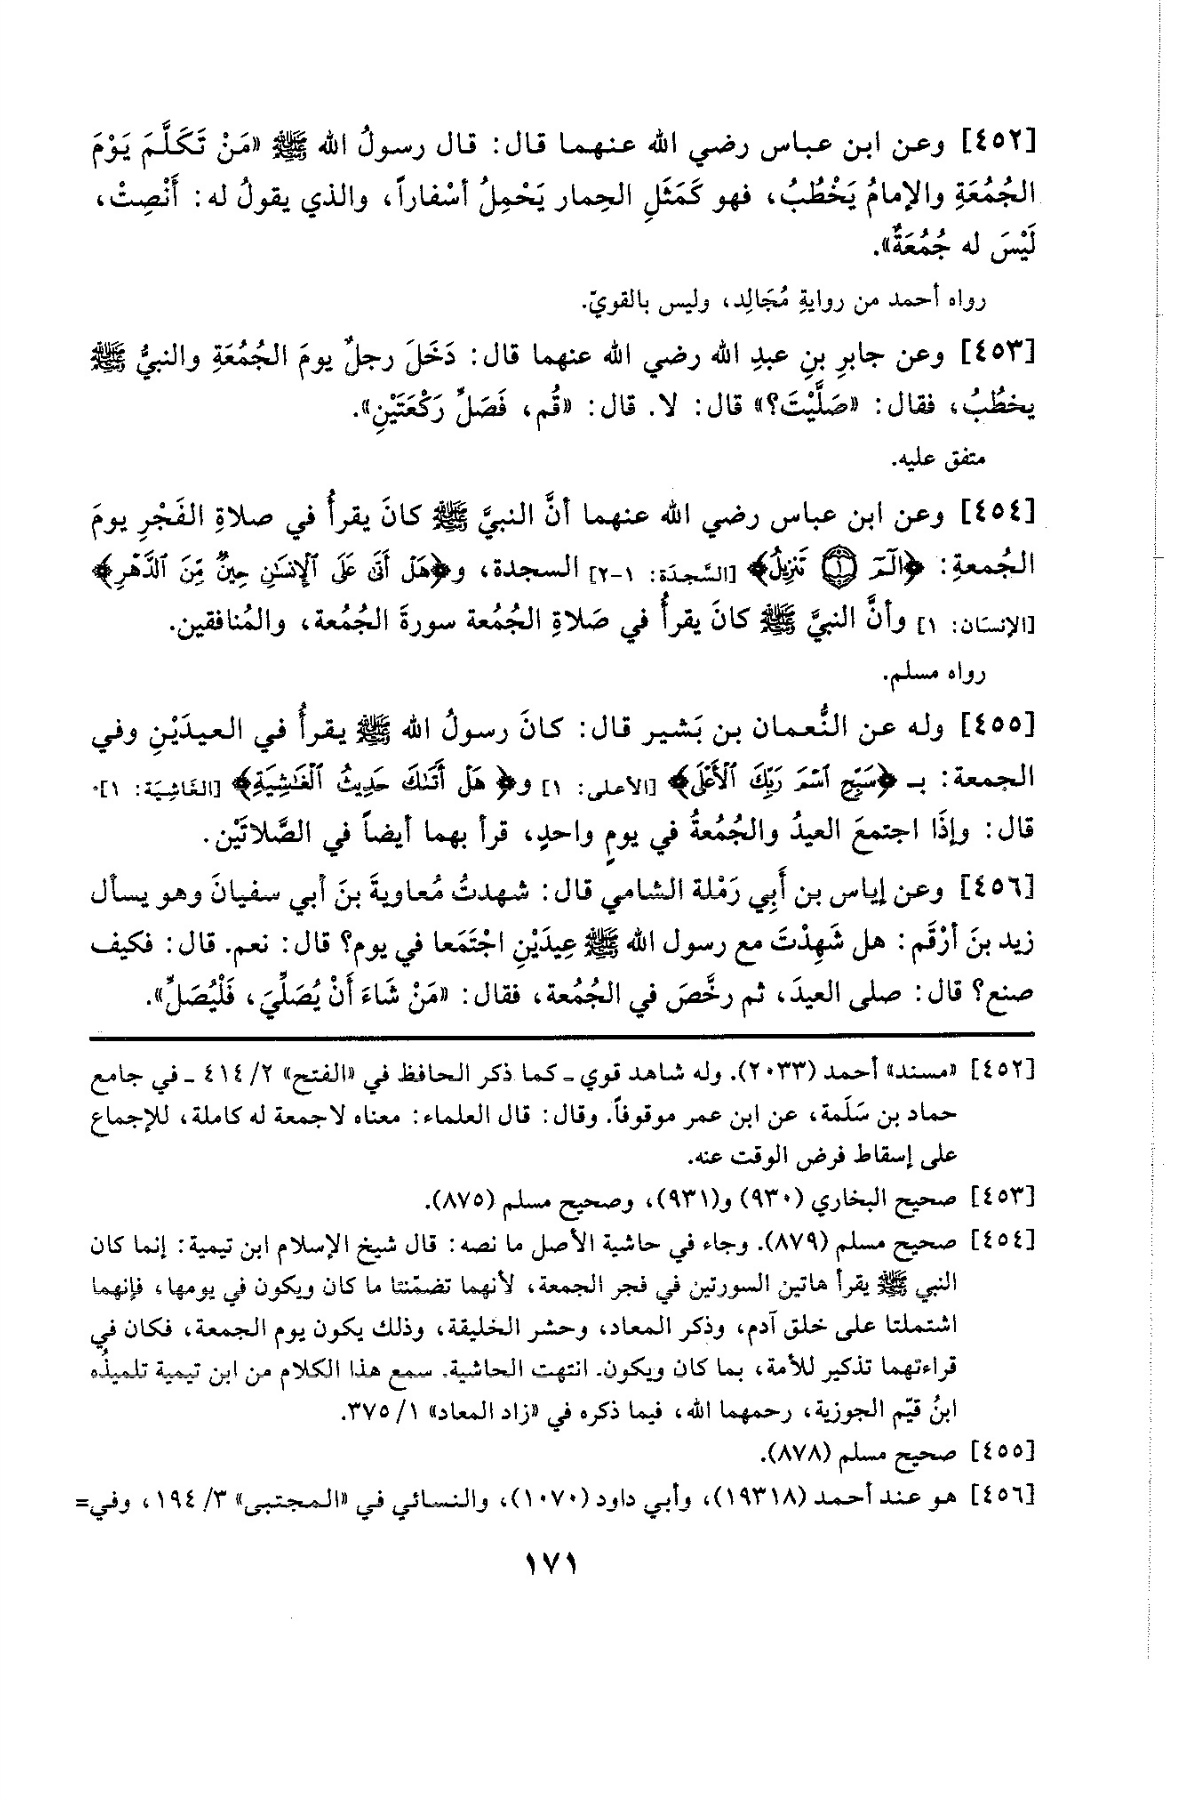 [٤٥٢] وعن ابن عباس رضي الله عنهما قال: قال رسولُ الله ﷺ «مَنْ تَكَلَّمَ يَوْمَ
الجُمُعَةِ والإمامُ يَخْطُبُ، فهو كَمَثَلِ الحِمار يَحْمِلُ أسْفاراً، والذي يقولُ له: أَنْصِتْ،
لَيْسَ له جُمُعَةٌ».
رواه أحمد من روايةِ مُجَالِد، وليس بالقويّ.
[٤٥٣] وعن جابرِ بنِ عبدِ الله رضي الله عنهما قال: دَخَلَ رجلٌ يومَ الجُمُعَةِ والنبيُّ ﷺ
يخطُبُ، فقال: «صَلَّيْتَ؟» قال: لا. قال: «قُم، فَصَلِّ رَكْعَتَيْنِ».
متفق عليه.
[٤٥٤] وعن ابن عباس رضي الله عنهما أنَّ النبيَّ ﷺ كانَ يقرأُ في صلاةِ الفَجْرِ يومَ
الجُمعةِ: ﴿الٓمٓ ۝١ تَنزِيلُ﴾ [السَّجدَة: ١-٢] السجدة، و﴿هَلْ أَتَىٰ عَلَى ٱلْإِنسَٰنِ حِينٌ مِّنَ ٱلدَّهْرِ﴾
[الإنسَان: ١] وأنَّ النبيَّ ﷺ كانَ يقرأُ في صَلاةِ الجُمُعة سورةَ الجُمُعة، والمُنافقين.
رواه مسلم.
[٤٥٥] وله عن النُّعمان بن بَشير قال: كانَ رسولُ الله ﷺ يقرأُ في العيدَيْنِ وفي
الجمعة: بـ ﴿سَبِّحِ ٱسْمَ رَبِّكَ ٱلْأَعْلَى﴾ [الأعلى: ١] و﴿هَلْ أَتَىٰكَ حَدِيثُ ٱلْغَٰشِيَةِ﴾ [الغَاشِيَة: ١].
قال: وإذَا اجتمعَ العيدُ والجُمُعةُ في يومٍ واحدٍ، قرأ بهما أيضاً في الصَّلاتَيْن.
[٤٥٦] وعن إياس بن أَبِي رَمْلة الشامي قال: شهدتُ مُعاويةَ بنَ أبي سفيانَ وهو يسأل
زيد بنَ أرْقَم: هل شَهِدْتَ مع رسول الله ﷺ عِيدَيْنِ اجْتَمَعا في يوم؟ قال: نعم. قال: فكيف
صنع؟ قال: صلى العيدَ، ثم رخَّصَ في الجُمُعة، فقال: «مَنْ شَاءَ أَنْ يُصَلِّيَ، فَلْيُصَلِّ».
[٤٥٢] «مسند» أحمد (٢٠٣٣). وله شاهد قوي ـ كما ذكر الحافظ في «الفتح» ٢/ ٤١٤ ـ في جامع
حماد بن سَلَمة، عن ابن عمر موقوفاً. وقال: قال العلماء: معناه لا جمعة له كاملة، للإجماع
على إسقاط فرض الوقت عنه.
[٤٥٣] صحيح البخاري (٩٣٠) و(٩٣١)، وصحيح مسلم (٨٧٥).
[٤٥٤] صحيح مسلم (٨٧٩). وجاء في حاشية الأصل ما نصه: قال شيخ الإسلام ابن تيمية: إنما كان
النبي ﷺ يقرأ هاتين السورتين في فجر الجمعة، لأنهما تضمّنتا ما كان ويكون في يومها، فإنهما
اشتملتا على خلق آدم، وذكر المعاد، وحشر الخليقة، وذلك يكون يوم الجمعة، فكان في
قراءتهما تذكير للأمة، بما كان ويكون. انتهت الحاشية. سمع هذا الكلام من ابن تيمية تلميذُه
ابنُ قيّم الجوزية، رحمهما الله، فيما ذكره في «زاد المعاد» ١/ ٣٧٥.
[٤٥٥] صحيح مسلم (٨٧٨).
[٤٥٦] هو عند أحمد (١٩٣١٨)، وأبي داود (١٠٧٠)، والنسائي في «المجتبى» ٣/ ١٩٤، وفي=
١٧١